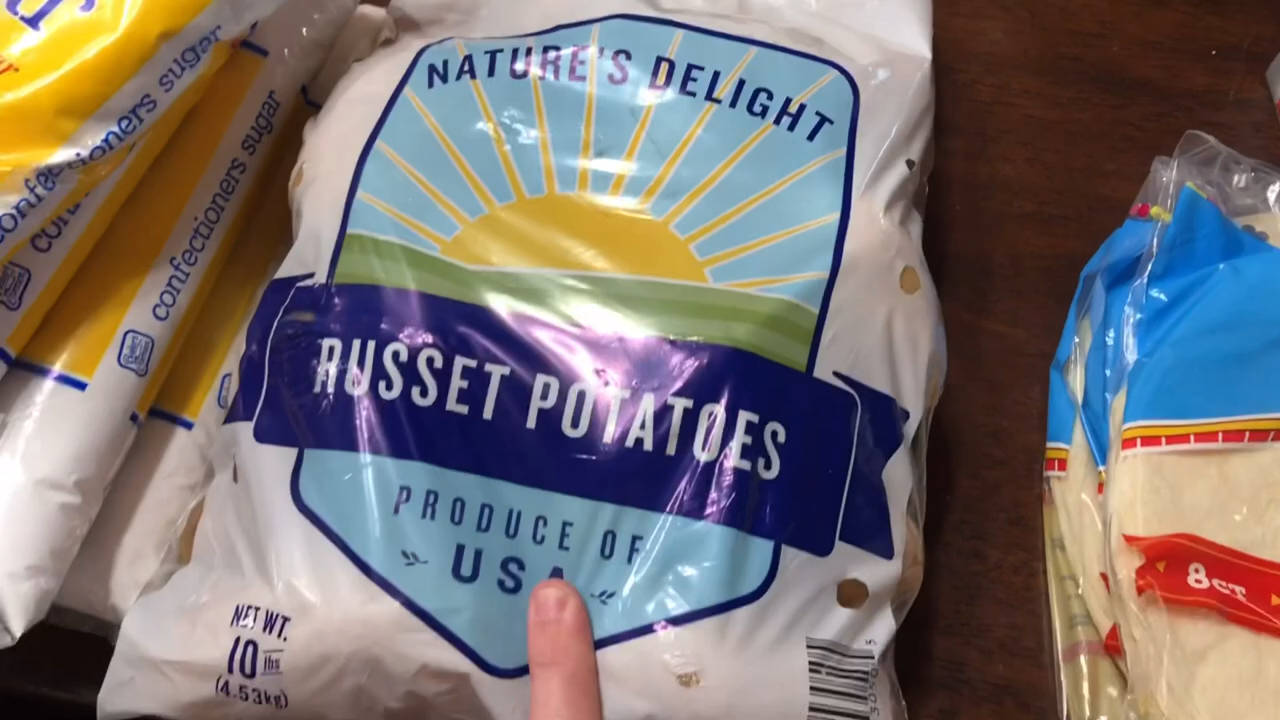 confectioners sugar
confectioners sugar
NATURE'S DELIGHT
RUSSET POTATOES
PRODUCE OF
USA
NET WT.
10 lbs
(4.53kg)
8CT